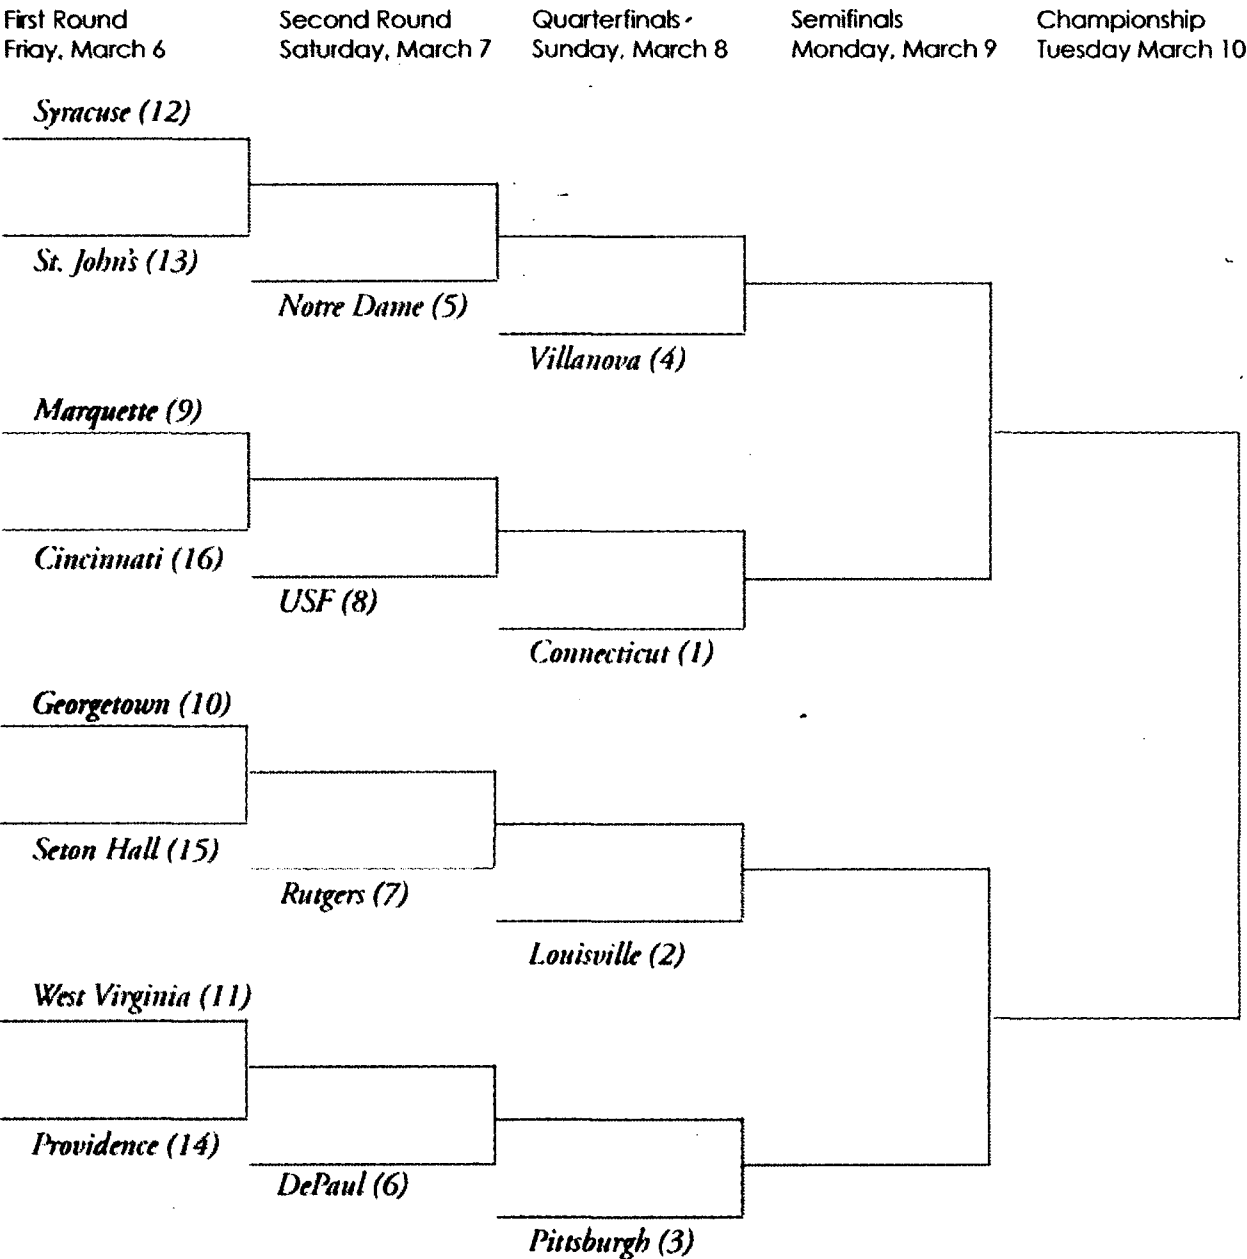 First Round
Friay, March 6
Second Round
Saturday, March 7
Quarterfinals
Sunday, March 8
Semifinals
Monday, March 9
Championship
Tuesday March 10
Syracuse (12)
St. John's (13)
Notre Dame (5)
Villanova (4)
Marquette (9)
Cincinnati (16)
USF (8)
Connecticut (1)
Georgetown (10)
Seton Hall (15)
Rutgers (7)
Louisville (2)
West Virginia (11)
Providence (14)
DePaul (6)
Pittsburgh (3)